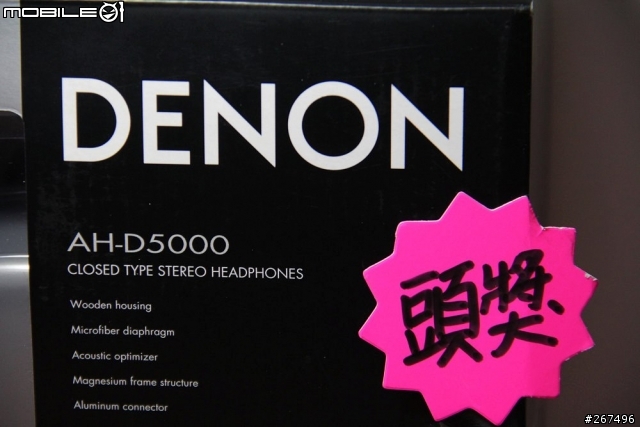 MOBILE01
DENON
AH-D5000
CLOSED TYPE STEREO HEADPHONES
Wooden housing
Microfiber diaphragm
Acoustic optimizer
Magnesium frame structure
Aluminum connector
頭獎
#267496